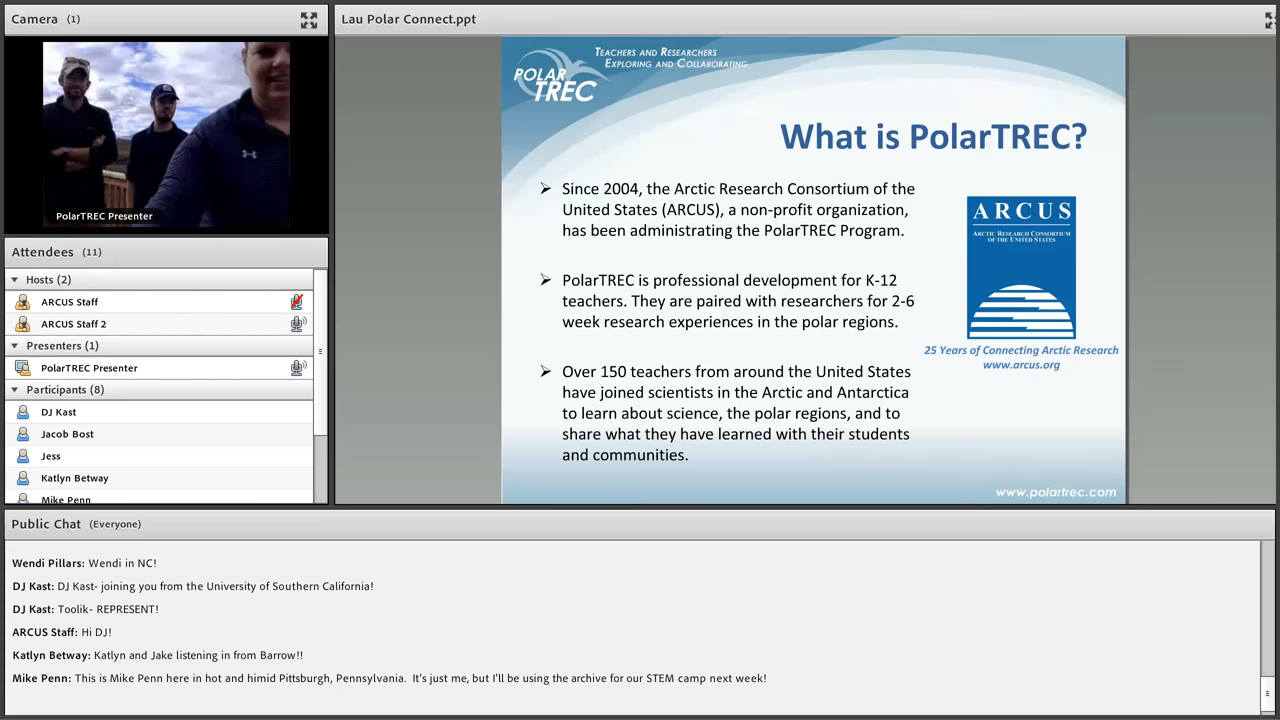 Camera (1)
PolarTREC Presenter
Attendees (11)
Hosts (2)
ARCUS Staff
ARCUS Staff 2
Presenters (1)
PolarTREC Presenter
Participants (8)
DJ Kast
Jacob Bost
Jess
Katlyn Betway
Mike Penn
Lau Polar Connect.ppt
POLAR
TREC
TEACHERS AND RESEARCHERS
EXPLORING AND COLLABORATING
What is PolarTREC?
Since 2004, the Arctic Research Consortium of the
United States (ARCUS), a non-profit organization,
has been administrating the PolarTREC Program.
PolarTREC is professional development for K-12
teachers. They are paired with researchers for 2-6
week research experiences in the polar regions.
Over 150 teachers from around the United States
have joined scientists in the Arctic and Antarctica
to learn about science, the polar regions, and to
share what they have learned with their students
and communities.
ARCUS
ARCTIC RESEARCH CONSORTIUM
OF THE UNITED STATES
25 Years of Connecting Arctic Research
www.arcus.org
www.polartrec.com
Public Chat (Everyone)
Wendi Pillars: Wendi in NC!
DJ Kast: DJ Kast- joining you from the University of Southern California!
DJ Kast: Toolik- REPRESENT!
ARCUS Staff: Hi DJ!
Katlyn Betway: Katlyn and Jake listening in from Barrow!!
Mike Penn: This is Mike Penn here in hot and himid Pittsburgh, Pennsylvania. It's just me, but I'll be using the archive for our STEM camp next week!